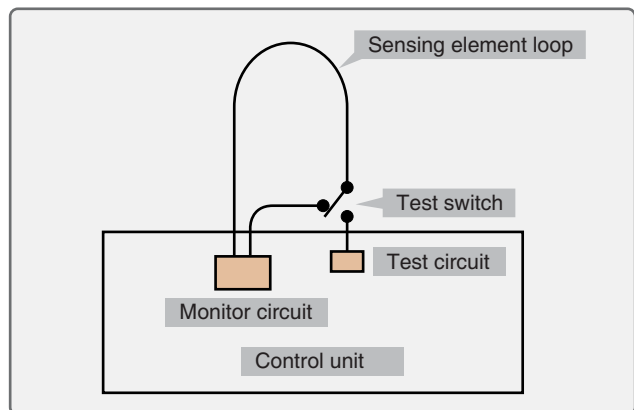 Sensing element loop
Test switch
Test circuit
Monitor circuit
Control unit